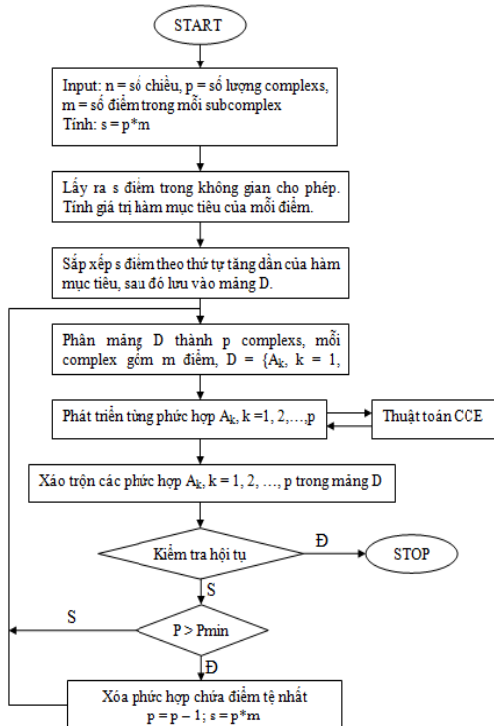 START
Input: n = số chiều, p = số lượng complexs,
m = số điểm trong mỗi subcomplex
Tính: s = p*m
Lấy ra s điểm trong không gian cho phép.
Tính giá trị hàm mục tiêu của mỗi điểm.
Sắp xếp s điểm theo thứ tự tăng dần của hàm
mục tiêu, sau đó lưu vào mảng D.
Phân mảng D thành p complexs, mỗi
complex gồm m điểm, D = {Ak, k = 1,
Phát triển từng phức hợp Ak, k =1, 2,…,p
Thuật toán CCE
Xáo trộn các phức hợp Ak, k = 1, 2, …, p trong mảng D
Kiểm tra hội tụ
Đ
STOP
S
S
P > Pmin
Đ
Xóa phức hợp chứa điểm tệ nhất
p = p – 1; s = p*m